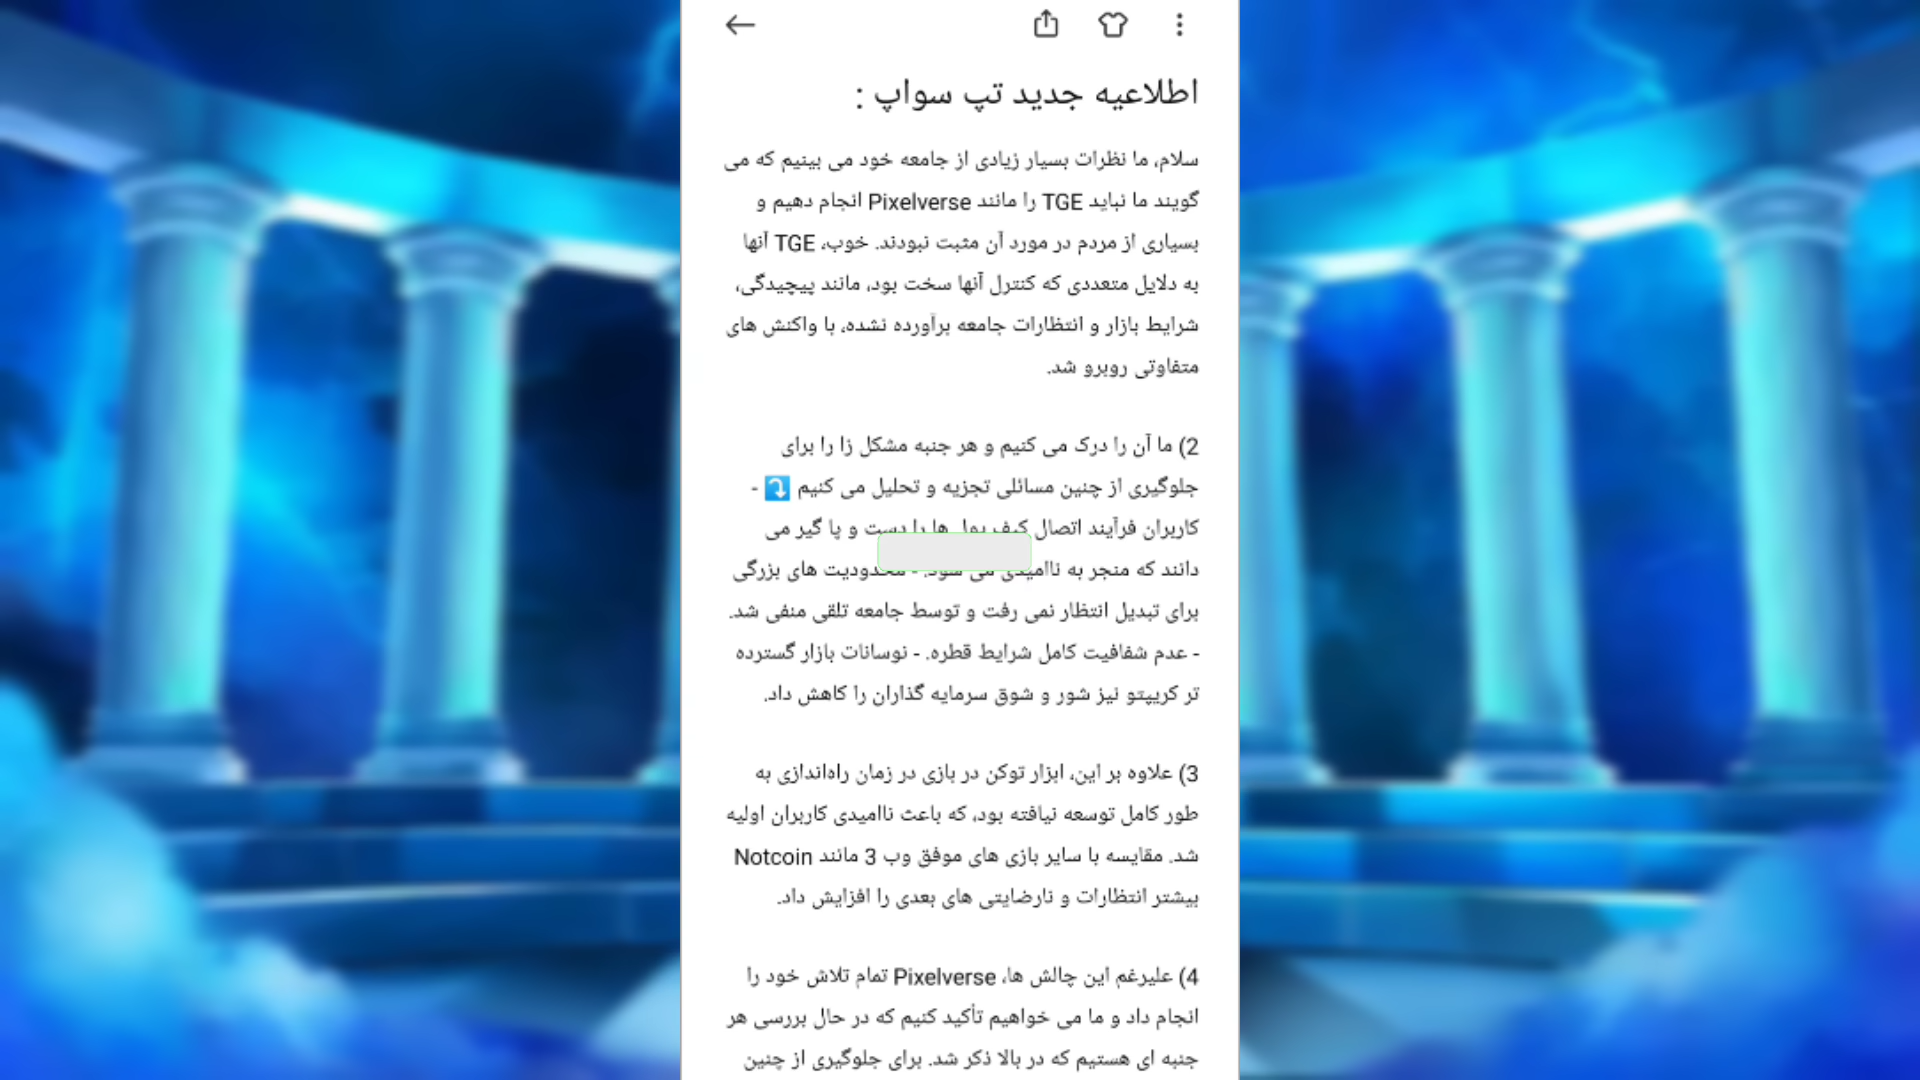 اطلاعیه جدید تپ سواپ :
سلام، ما نظرات بسیار زیادی از جامعه خود می بینیم که می
گویند ما نباید TGE را مانند Pixelverse انجام دهیم و
بسیاری از مردم در مورد آن مثبت نبودند. خوب، TGE آنها
به دلایل متعددی که کنترل آنها سخت بود، مانند پیچیدگی،
شرایط بازار و انتظارات جامعه برآورده نشده، با واکنش های
متفاوتی روبرو شد.
2) ما آن را درک می کنیم و هر جنبه مشکل زا را برای
جلوگیری از چنین مسائلی تجزیه و تحلیل می کنیم ⤵️ -
کاربران فرآیند اتصال کیف پول ها را دست و پا گیر می
دانند که منجر به ناامیدی می شود. - محدودیت های بزرگی
برای تبدیل انتظار نمی رفت و توسط جامعه تلقی منفی شد.
- عدم شفافیت کامل شرایط قطره. - نوسانات بازار گسترده
تر کریپتو نیز شور و شوق سرمایه گذاران را کاهش داد.
3) علاوه بر این، ابزار توکن در بازی در زمان راه‌اندازی به
طور کامل توسعه نیافته بود، که باعث ناامیدی کاربران اولیه
شد. مقایسه با سایر بازی های موفق وب 3 مانند Notcoin
بیشتر انتظارات و نارضایتی های بعدی را افزایش داد.
4) علیرغم این چالش ها، Pixelverse تمام تلاش خود را
انجام داد و ما می خواهیم تأکید کنیم که در حال بررسی هر
جنبه ای هستیم که در بالا ذکر شد. برای جلوگیری از چنین